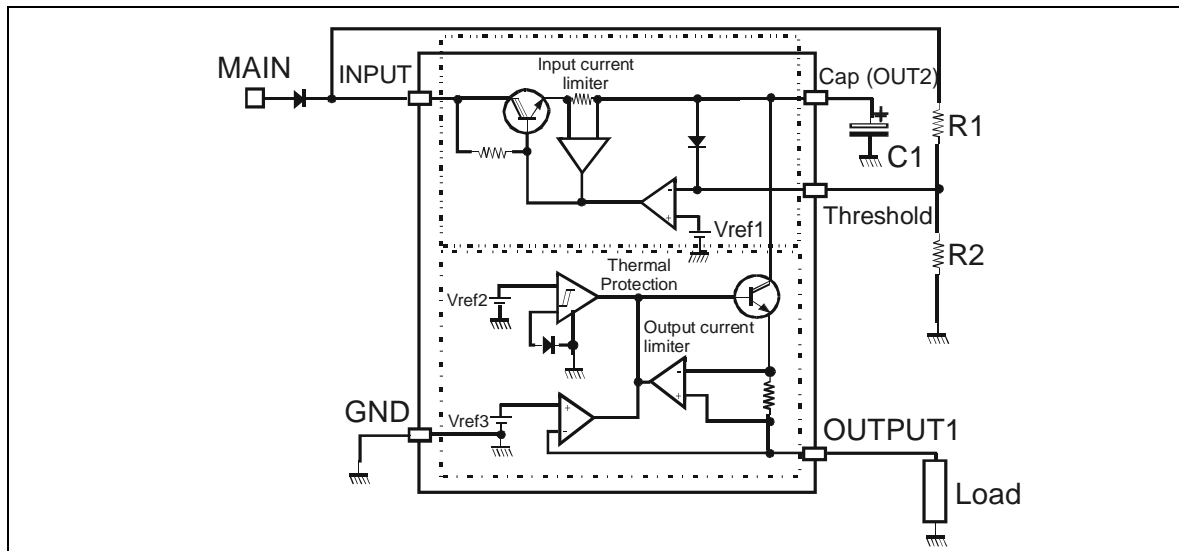 MAIN
INPUT
Input current
limiter
Cap (OUT2)
+
R1
C1
-
+
Threshold
Vref1
R2
Thermal
Protection
Vref2
Output current
limiter
-
+
GND
Vref3
+
-
OUTPUT1
Load